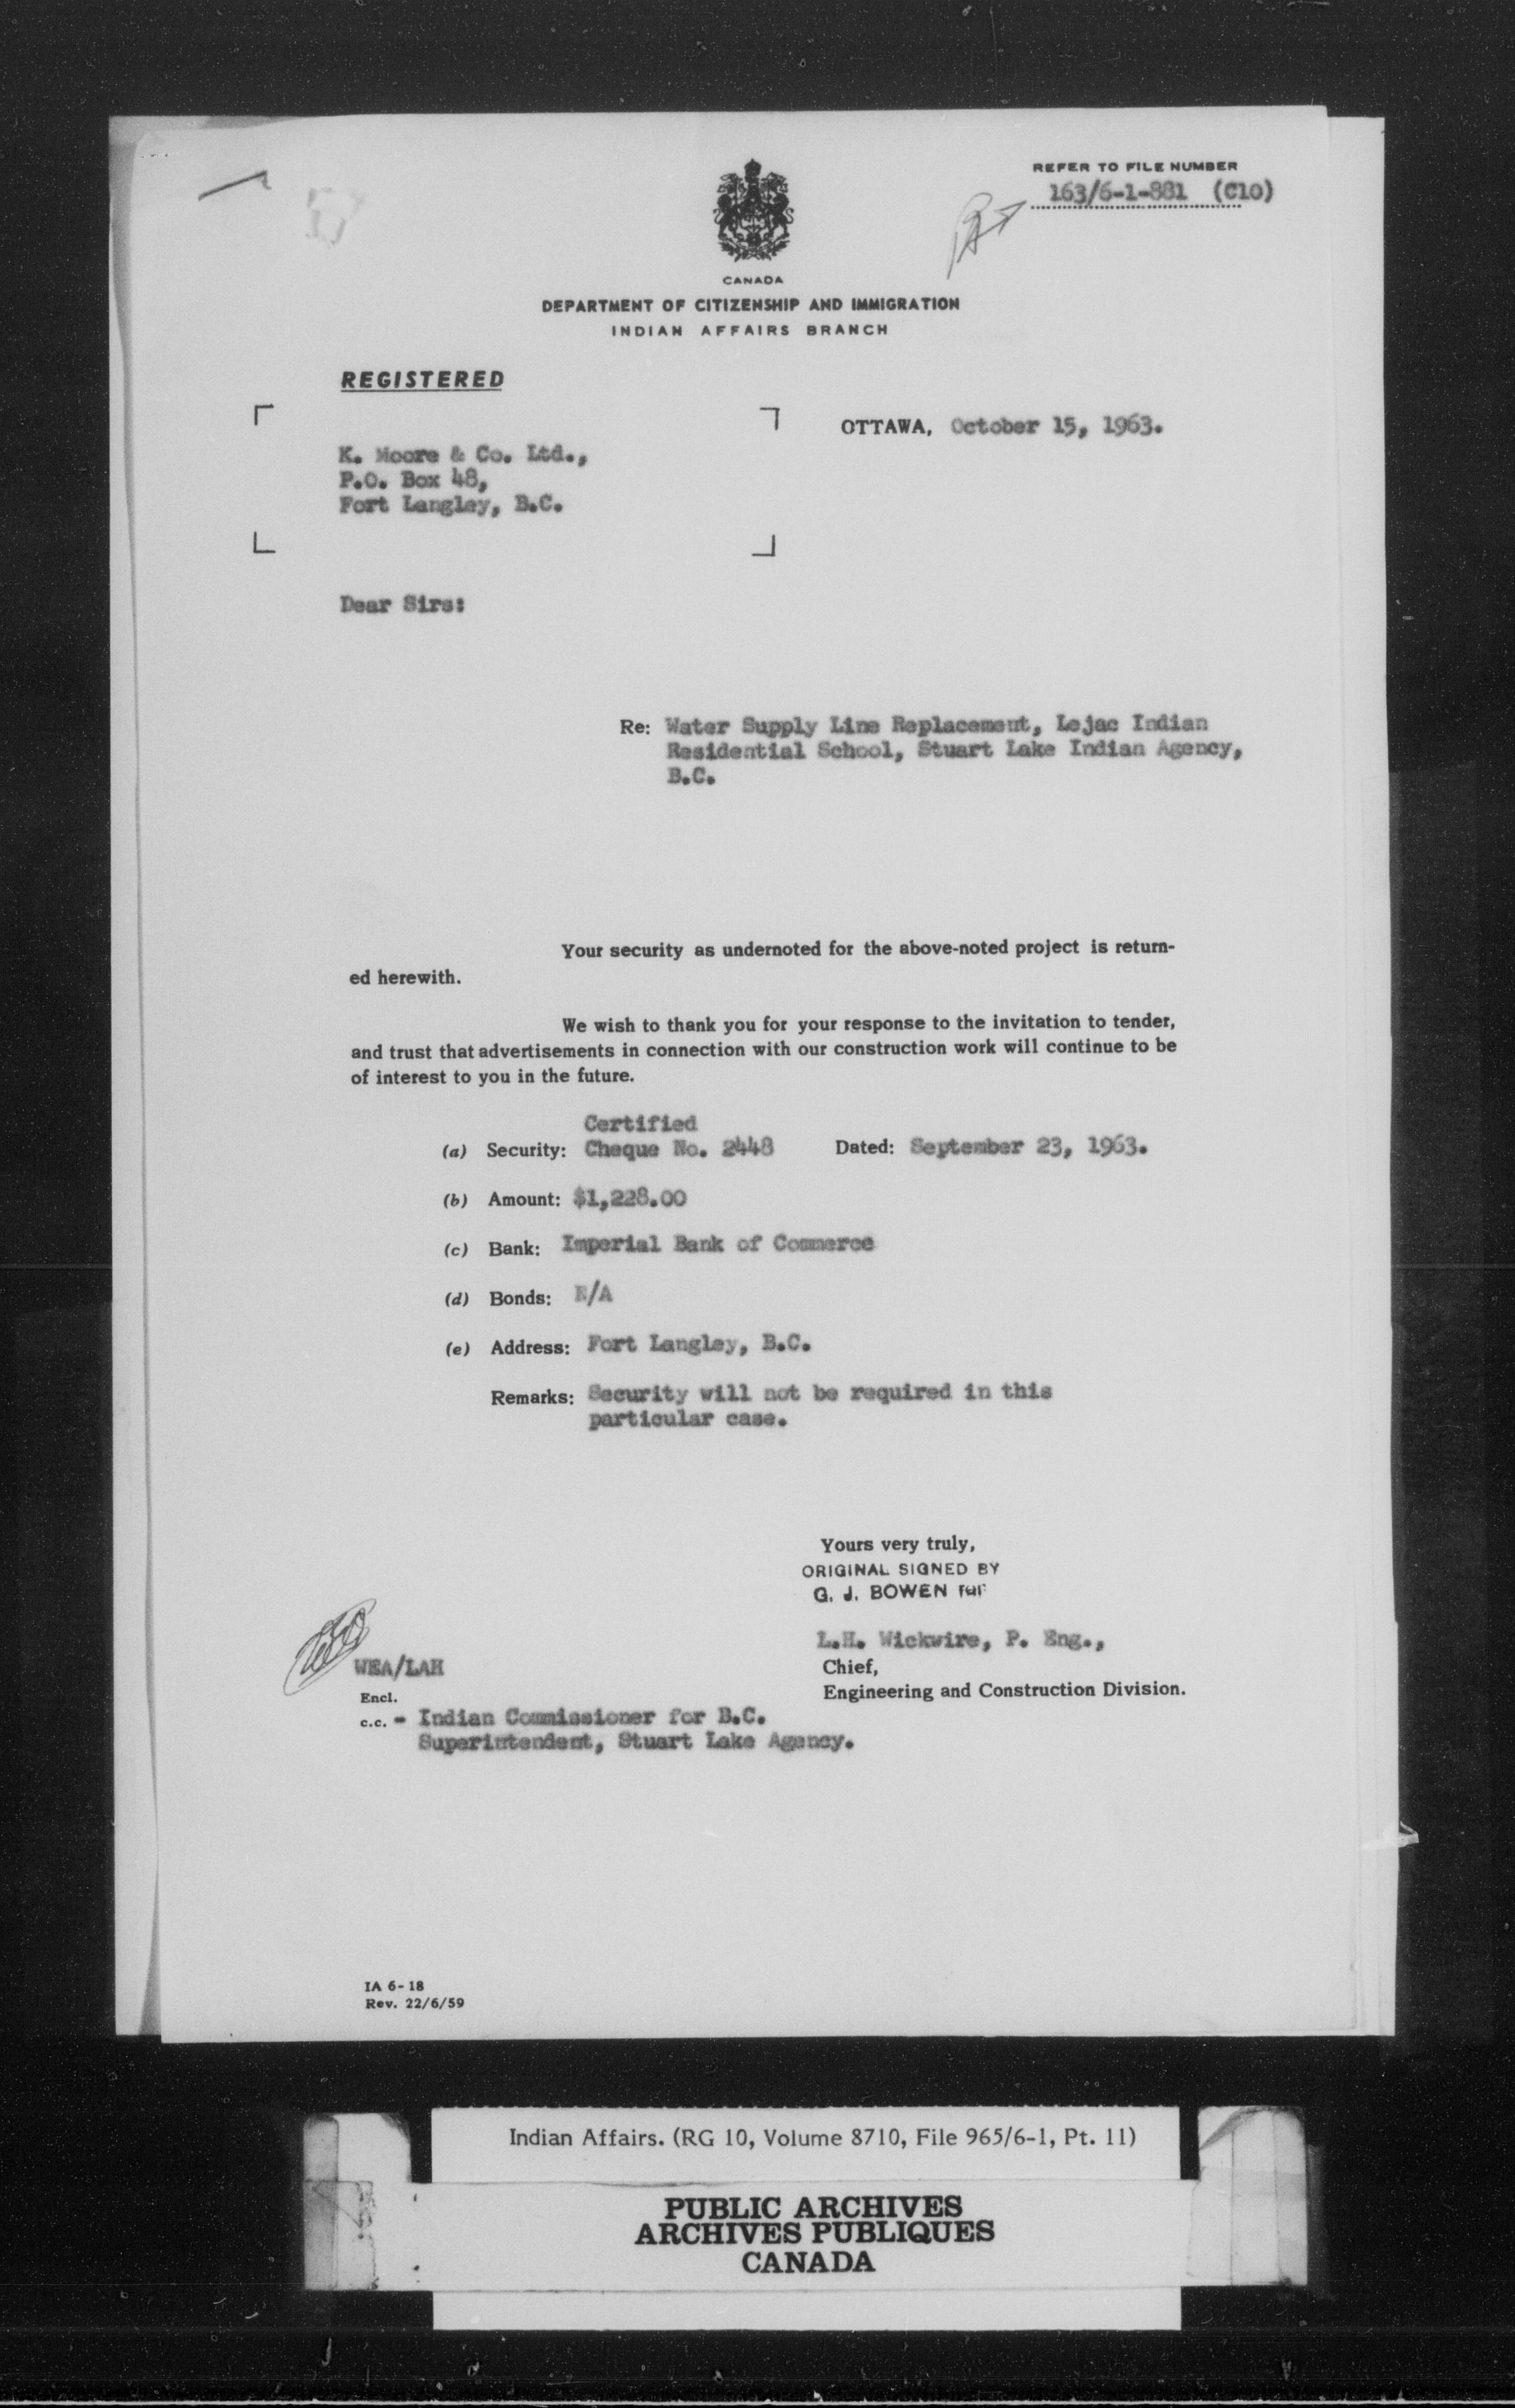 REFER TO FILE NUMBER
163/6-1-881 (C10)
CANADA
DEPARTMENT OF CITIZENSHIP AND IMMIGRATION
INDIAN AFFAIRS BRANCH
REGISTERED
OTTAWA, October 15, 1963.
K. Moore & Co. Ltd.,
P.O. Box 48,
Fort Langley, B.C.
Dear Sirs:
Re: Water Supply Line Replacement, Lejac Indian
Residential School, Stuart Lake Indian Agency,
B.C.
Your security as undernoted for the above-noted project is return-
ed herewith.
We wish to thank you for your response to the invitation to tender,
and trust that advertisements in connection with our construction work will continue to be
of interest to you in the future.
Certified
(a) Security: Cheque No. 2448 Dated: September 23, 1963.
(b) Amount: $1,228.00
(c) Bank: Imperial Bank of Commerce
(d) Bonds: N/A
(e) Address: Fort Langley, B.C.
Remarks: Security will not be required in this
particular case.
Yours very truly,
ORIGINAL SIGNED BY
G. J. BOWEN for
L.H. Wickwire, P. Eng.,
Chief,
Engineering and Construction Division.
WEA/LAH
Encl.
c.c. - Indian Commissioner for B.C.
Superintendent, Stuart Lake Agency.
IA 6-18
Rev. 22/6/59
Indian Affairs. (RG 10, Volume 8710, File 965/6-1, Pt. 11)
PUBLIC ARCHIVES
ARCHIVES PUBLIQUES
CANADA